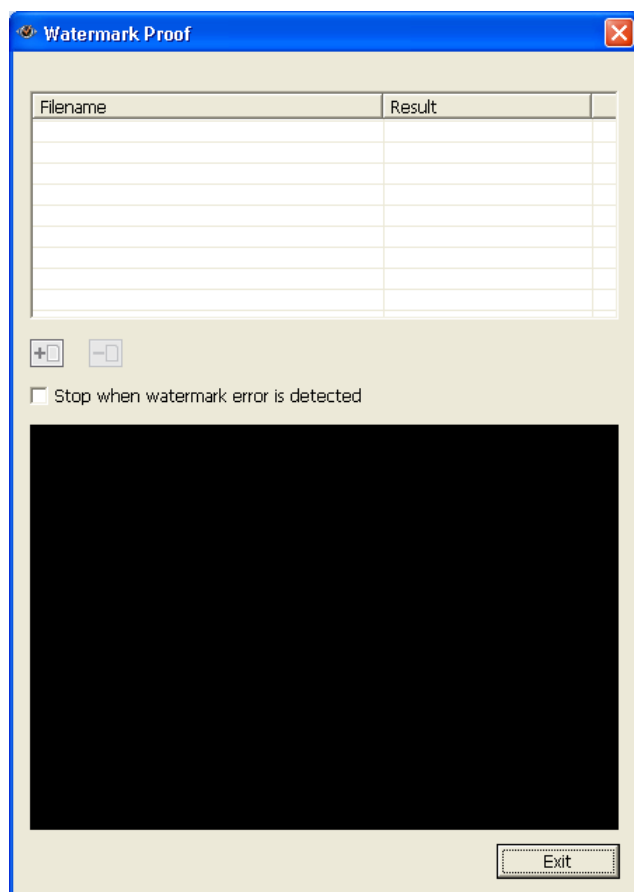 Watermark Proof
Filename Result
Stop when watermark error is detected
Exit